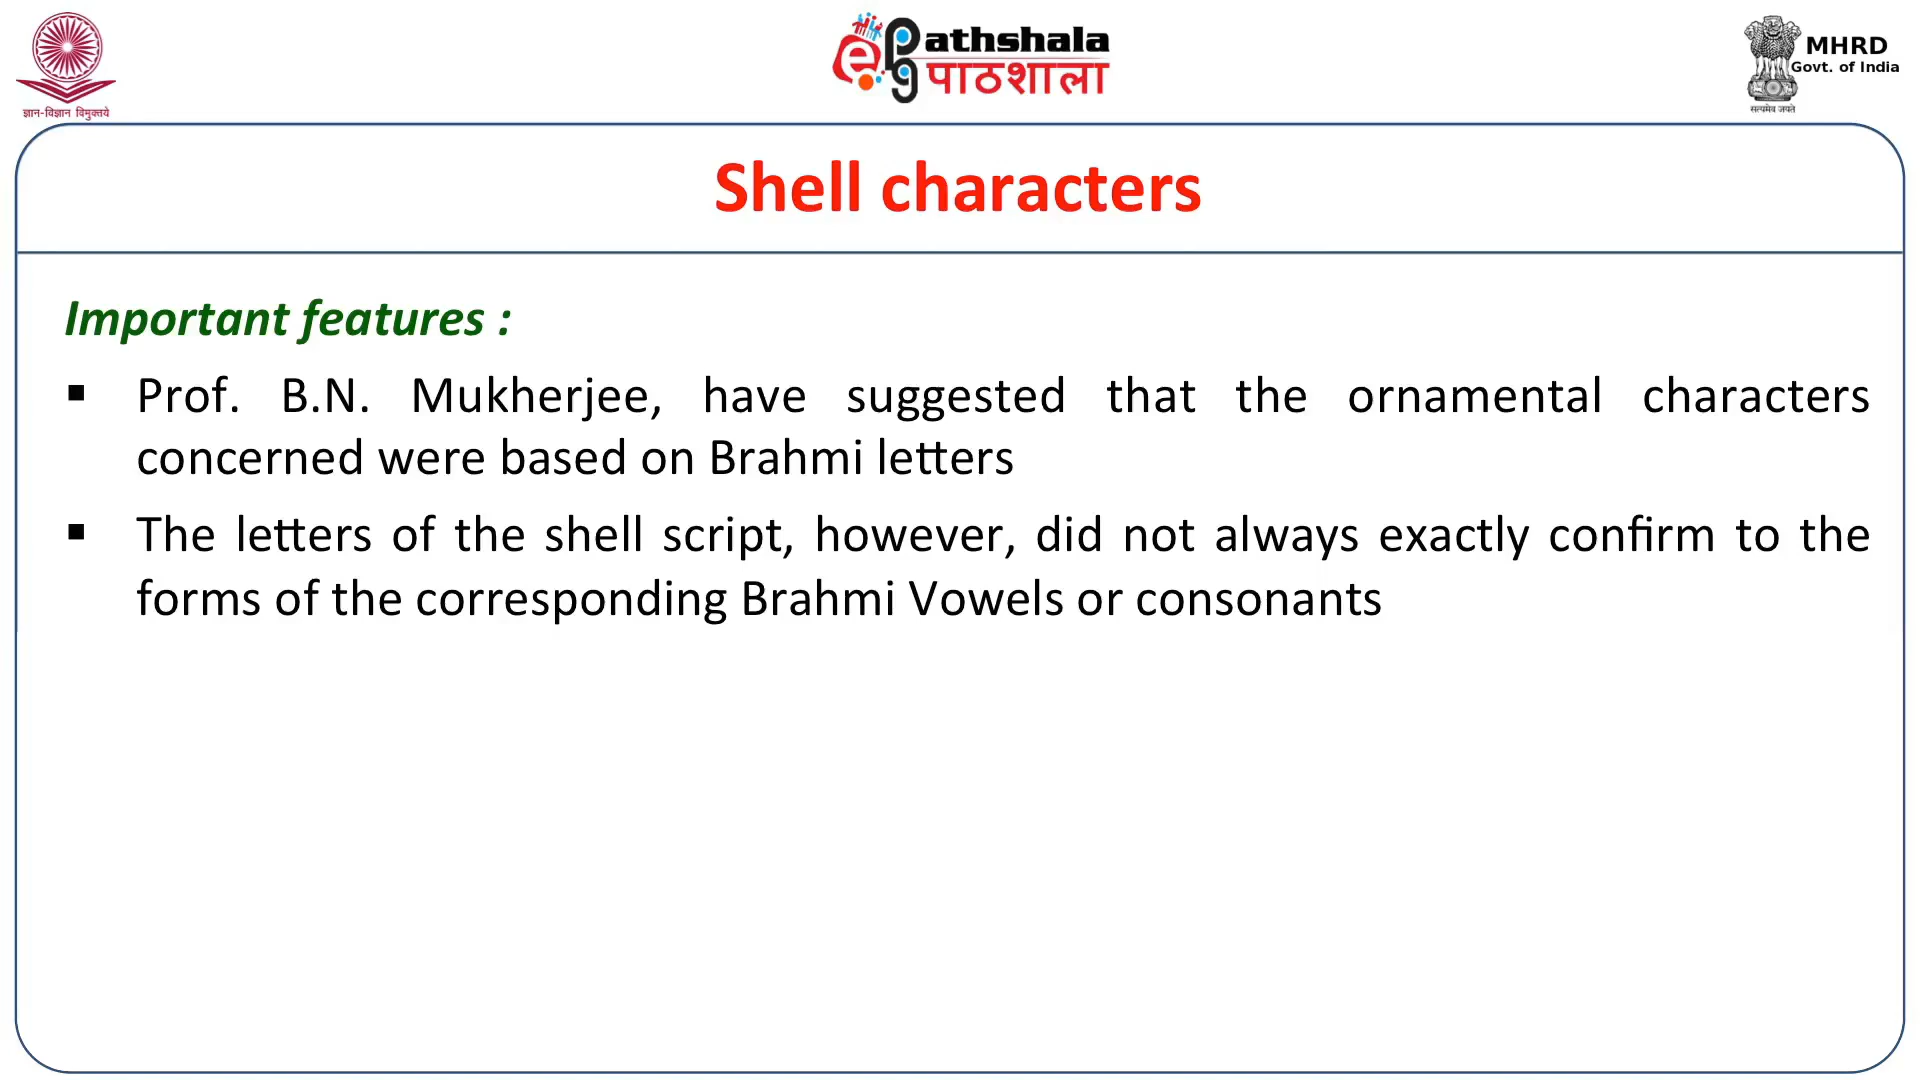 ज्ञान-विज्ञान विमुक्तये
ePathshala
पाठशाला
MHRD
Govt. of India
सत्यमेव जयते
Shell characters
Important features :
▪ Prof. B.N. Mukherjee, have suggested that the ornamental characters
concerned were based on Brahmi letters
▪ The letters of the shell script, however, did not always exactly confirm to the
forms of the corresponding Brahmi Vowels or consonants